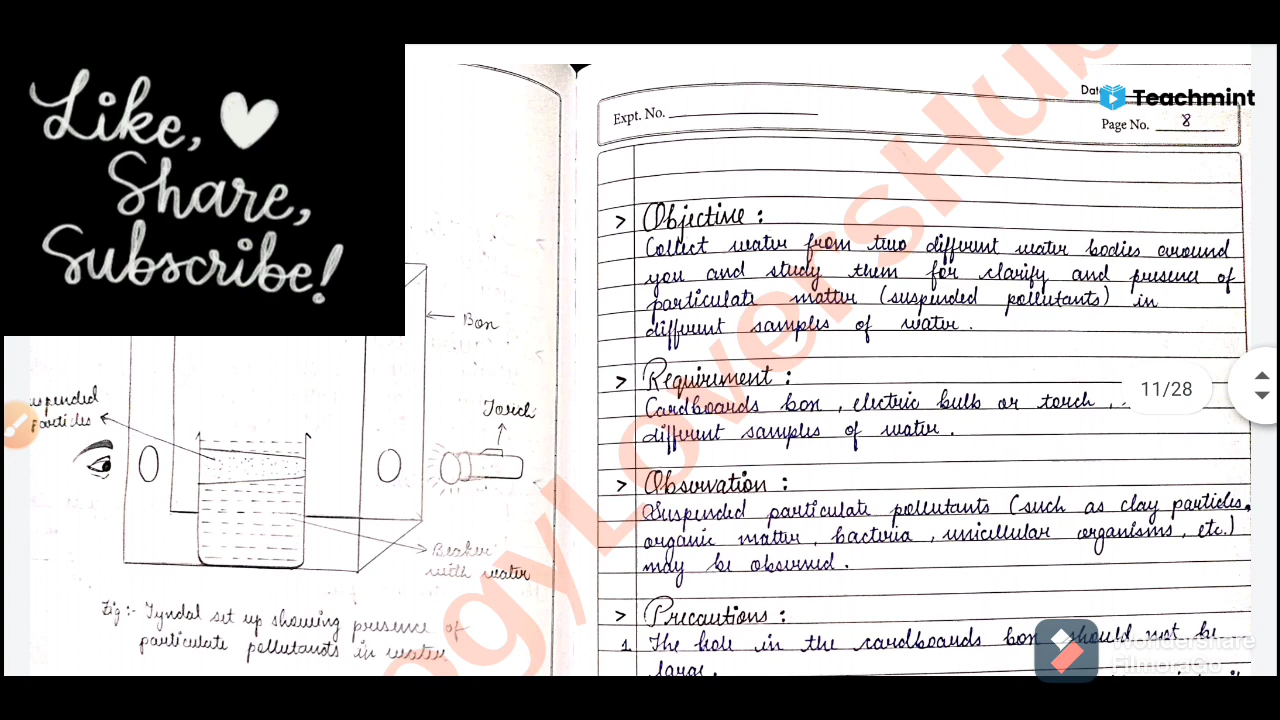 Like,
Share,
Subscribe!
Box
suspended
particles
Torch
Beaker
with water
Fig:- Tyndal set up showing presence of
particulate pollutants in water
Teachmint
Expt. No.
Page No. 8
> Objective :
Collect water from two different water bodies around
you and study them for clarify and presence of
particulate matter (suspended pollutants) in
different samples of water.
> Requirement :
Cardboards box, electric bulb or torch,
different samples of water.
11/28
> Observation :
Suspended particulate pollutants (such as clay particles,
organic matter, bacteria, unicellular organisms, etc.)
may be observed.
> Precautions :
1 The hole in the cardboards box should not be
large.
Wondershare
FilmoraGo